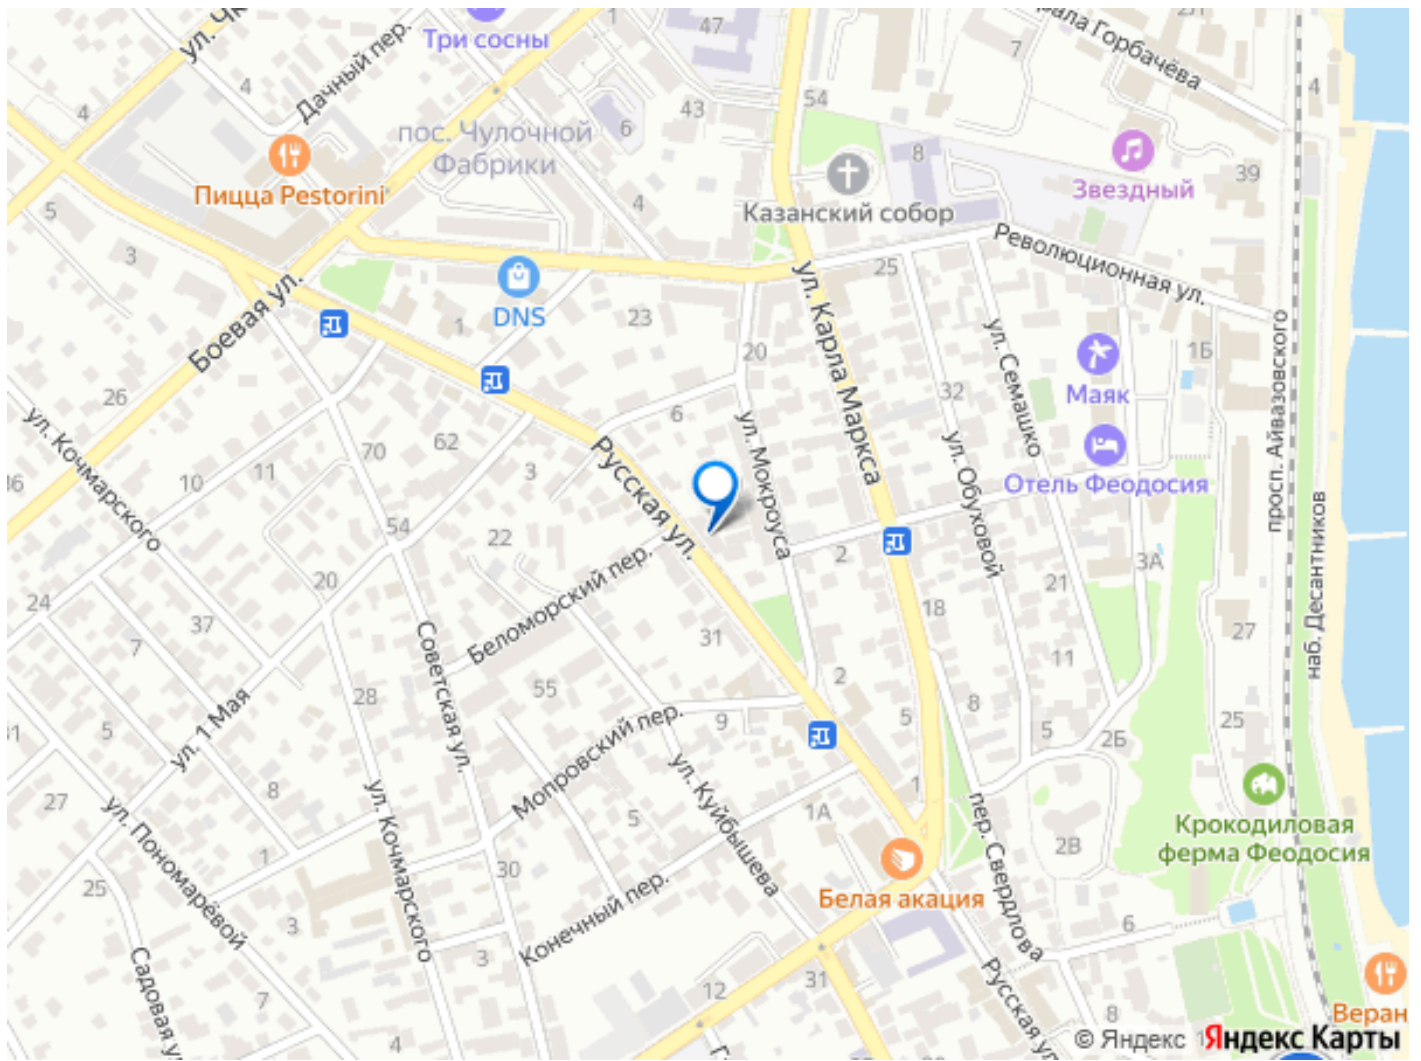 47
Три сосны
7
рала Горбачёва
4
4
Дачный пер.
4
54
43
6
пос. Чулочной
Фабрики
8
Звездный
39
Пицца Pestorini
5
4
Казанский собор
3
Революционная ул.
25
DNS
Боевая ул.
1
23
ул. Карла Маркса
ул. Семашко
просп. Айвазовского
20
1Б
Маяк
26
32
6
ул. Кочмарского
62
70
3
ул. Мокроуса
ул. Обуховой
Отель Феодосия
10
11
Русская ул.
наб. Десантников
54
22
2
3А
20
21
24
Беломорский пер.
18
7
37
31
27
Советская ул.
11
2
28
55
8
ул. 1 Мая
9
5
5
25
5
2Б
Мопровский пер.
ул. Куйбышева
27
8
ул. Кочмарского
5
1А
1
пер. Свердлова
Крокодиловая
ферма Феодосия
ул. Пономарёвой
1
2В
30
25
Белая акация
Конечный пер.
3
6
3
Садовая ул
31
Русская ул.
7
12
8
Веран
4
© Яндекс
Яндекс Карты